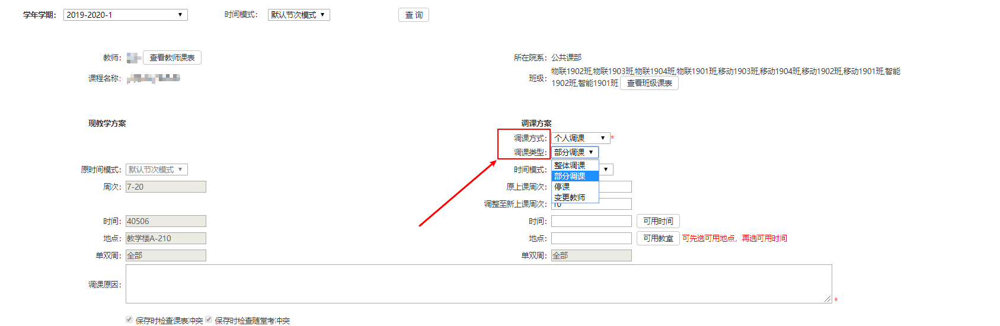 学年学期： 2019-2020-1 时间模式： 默认节次模式 查 询
教师： 查看教师课表 所在院系： 公共课部
课程名称： 班级： 物联1902班,物联1903班,物联1904班,物联1901班,移动1903班,移动1904班,移动1902班,移动1901班,智能
1902班,智能1901班 查看班级课表
现教学方案 调课方案
调课方式： 个人调课 *
调课类型： 部分调课
整体调课
部分调课
停课
变更教师
原时间模式： 默认节次模式 时间模式：
周次： 7-20 原上课周次：
调整至新上课周次： 10
时间： 40506 时间： 可用时间
地点： 教学楼A-210 地点： 可用教室 可先选可用地点，再选可用时间
单双周： 全部 单双周： 全部
调课原因： *
保存时检查课表冲突 保存时检查随堂考冲突